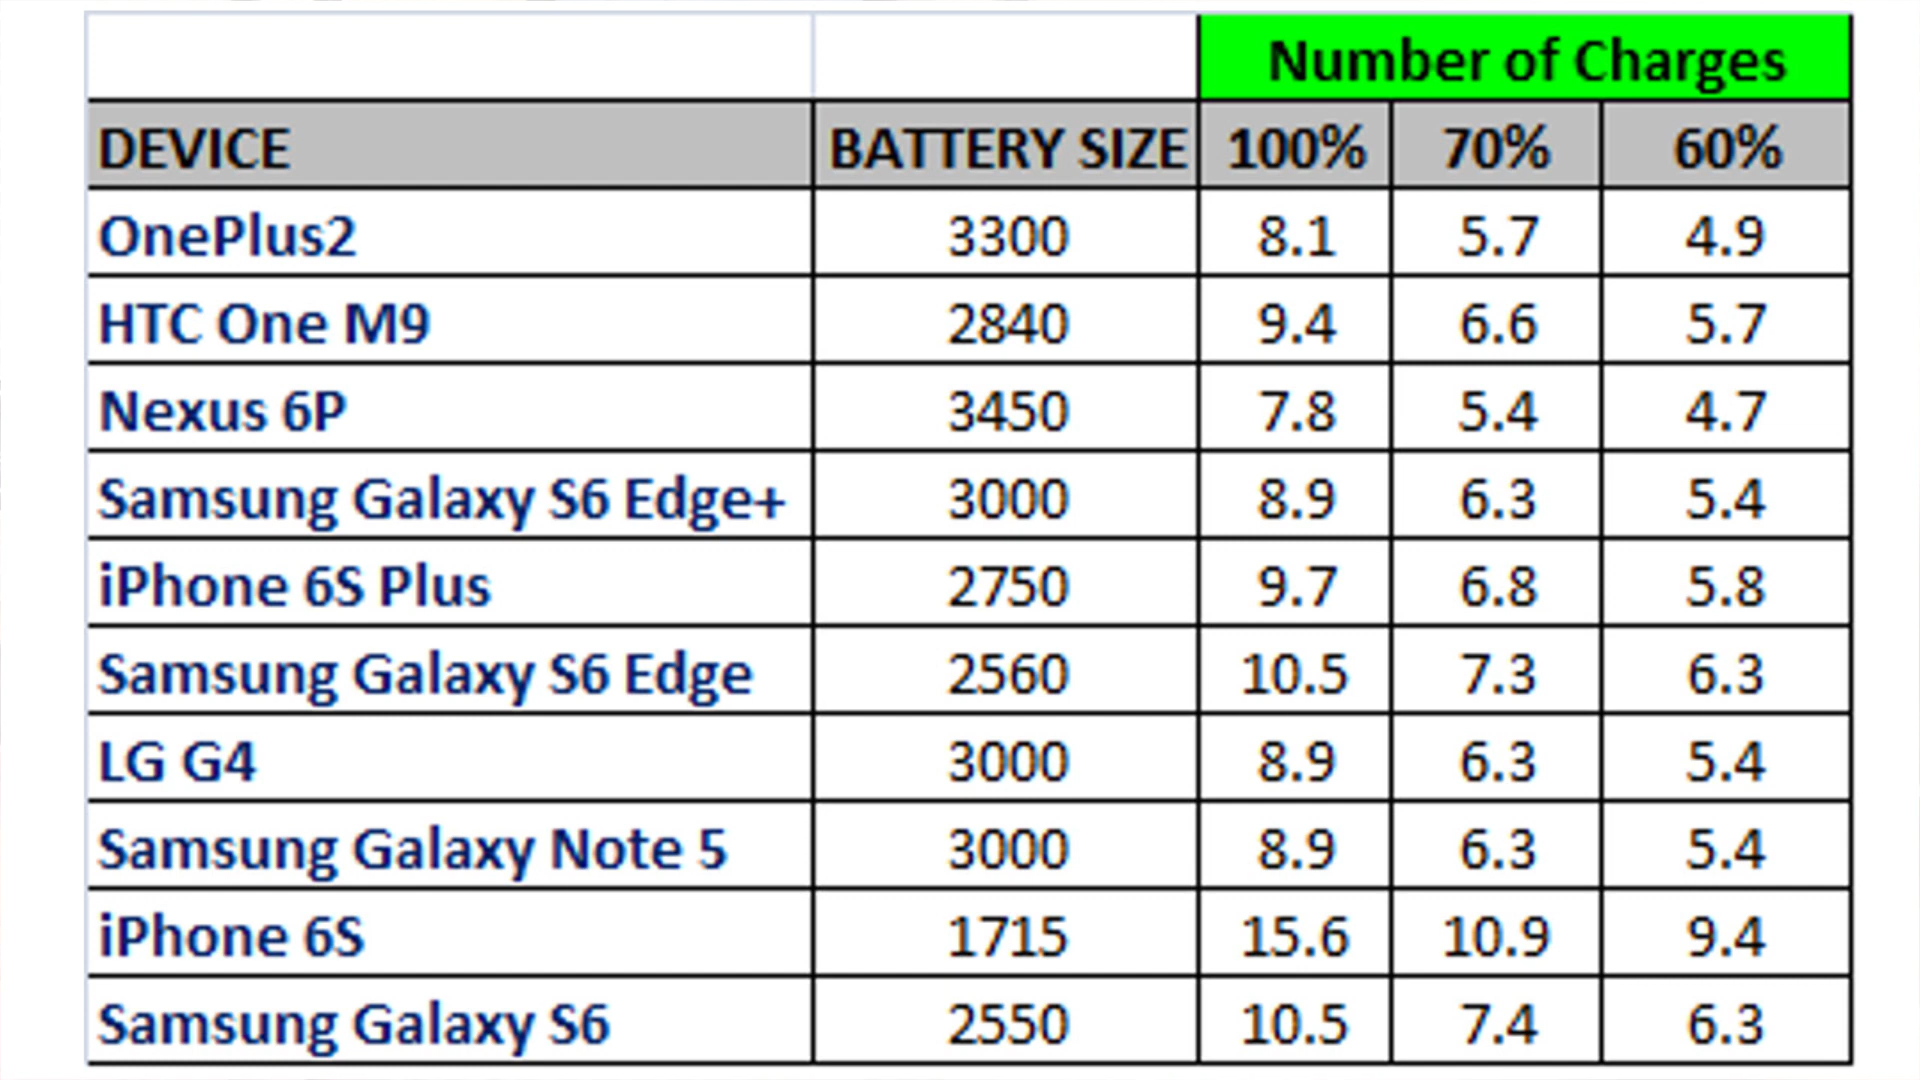 Number of Charges
DEVICE BATTERY SIZE 100% 70% 60%
OnePlus2 3300 8.1 5.7 4.9
HTC One M9 2840 9.4 6.6 5.7
Nexus 6P 3450 7.8 5.4 4.7
Samsung Galaxy S6 Edge+ 3000 8.9 6.3 5.4
iPhone 6S Plus 2750 9.7 6.8 5.8
Samsung Galaxy S6 Edge 2560 10.5 7.3 6.3
LG G4 3000 8.9 6.3 5.4
Samsung Galaxy Note 5 3000 8.9 6.3 5.4
iPhone 6S 1715 15.6 10.9 9.4
Samsung Galaxy S6 2550 10.5 7.4 6.3